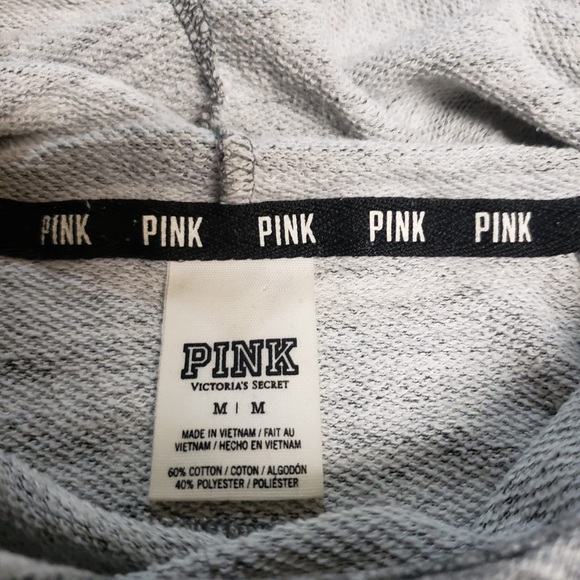 PINK PINK PINK PINK PINK
PINK
VICTORIA'S SECRET
M | M
MADE IN VIETNAM / FAIT AU
VIETNAM / HECHO EN VIETNAM
60% COTTON / COTON / ALGODÓN
40% POLYESTER / POLIÉSTER